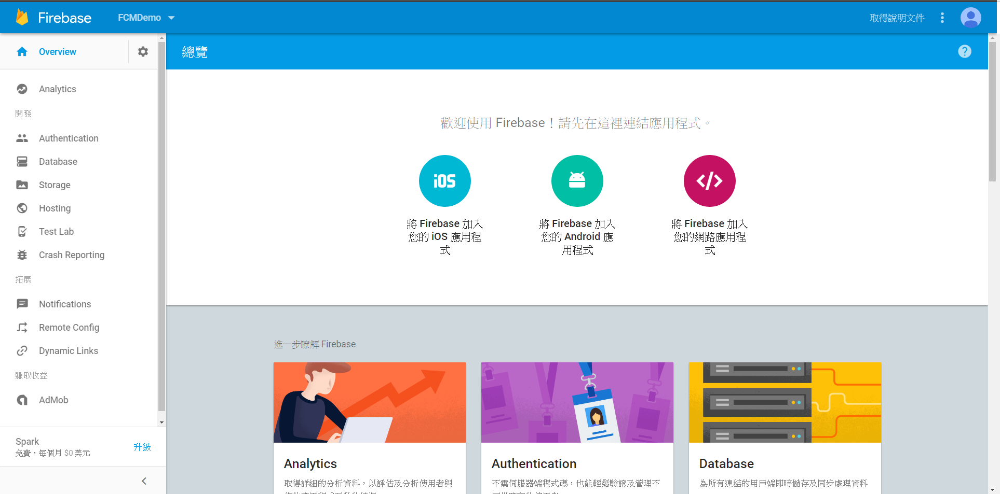 Firebase
FCMDemo
取得說明文件
Overview
總覽
Analytics
開發
Authentication
Database
Storage
Hosting
Test Lab
Crash Reporting
拓展
Notifications
Remote Config
Dynamic Links
賺取收益
AdMob
Spark
免費，每個月 $0 美元
升級
歡迎使用 Firebase！請先在這裡連結應用程式。
iOS
將 Firebase 加入
您的 iOS 應用程
式
將 Firebase 加入
您的 Android 應
用程式
將 Firebase 加入
您的網路應用程
式
進一步瞭解 Firebase
Analytics
取得詳細的分析資料，以評估及分析使用者與
Authentication
不需伺服器端程式碼，也能輕鬆驗證及管理不
Database
為所有連結的用戶端即時儲存及同步處理資料